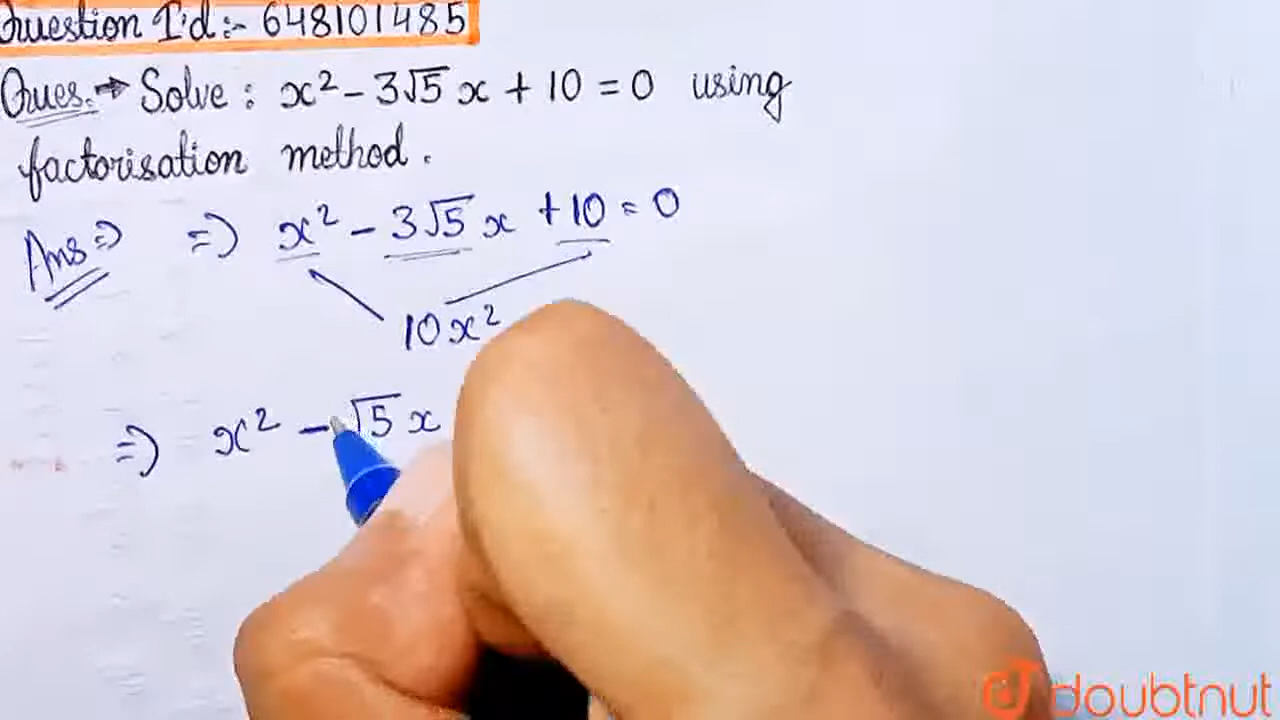 Question I'd:- 648101485
Ques. → Solve : x² - 3√5 x + 10 = 0 using
factorisation method.
Ans ⇒ ⇒) x² - 3√5 x + 10 = 0
10x²
⇒) x² - √5 x
doubtnut